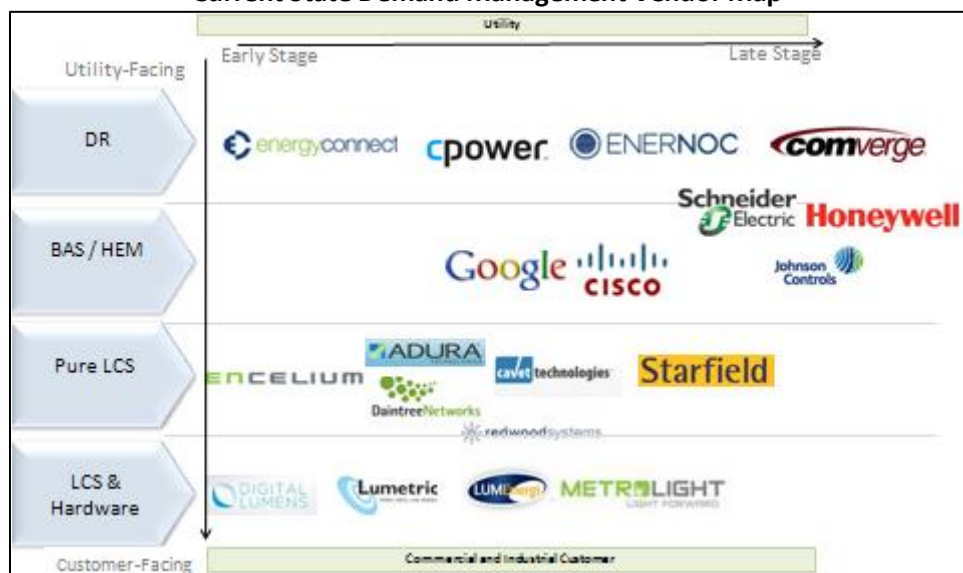 Current State Demand Management Vendor Map
Utility
Early Stage
Late Stage
Utility-Facing
DR
energyconnect
cpower.
ENERNOC
comverge
BAS / HEM
Schneider
Electric
Honeywell
Google
CISCO
Johnson
Controls
Pure LCS
ENCELIUM
ADURA
DaintreeNetworks
cavet technologies
redwoodsystems
Starfield
LCS &
Hardware
DIGITAL
LUMENS
Lumetric
LUMEnergi
METROLIGHT
LIGHT FORWARD
Customer-Facing
Commercial and Industrial Customer